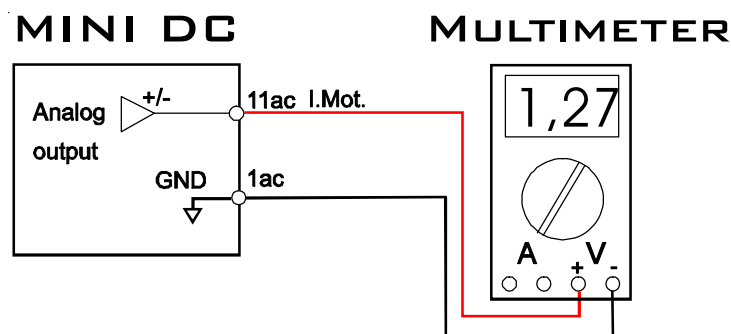 MINI DC
MULTIMETER
Analog
output
+/-
11ac I.Mot.
GND
1ac
1,27
A
V
+
-